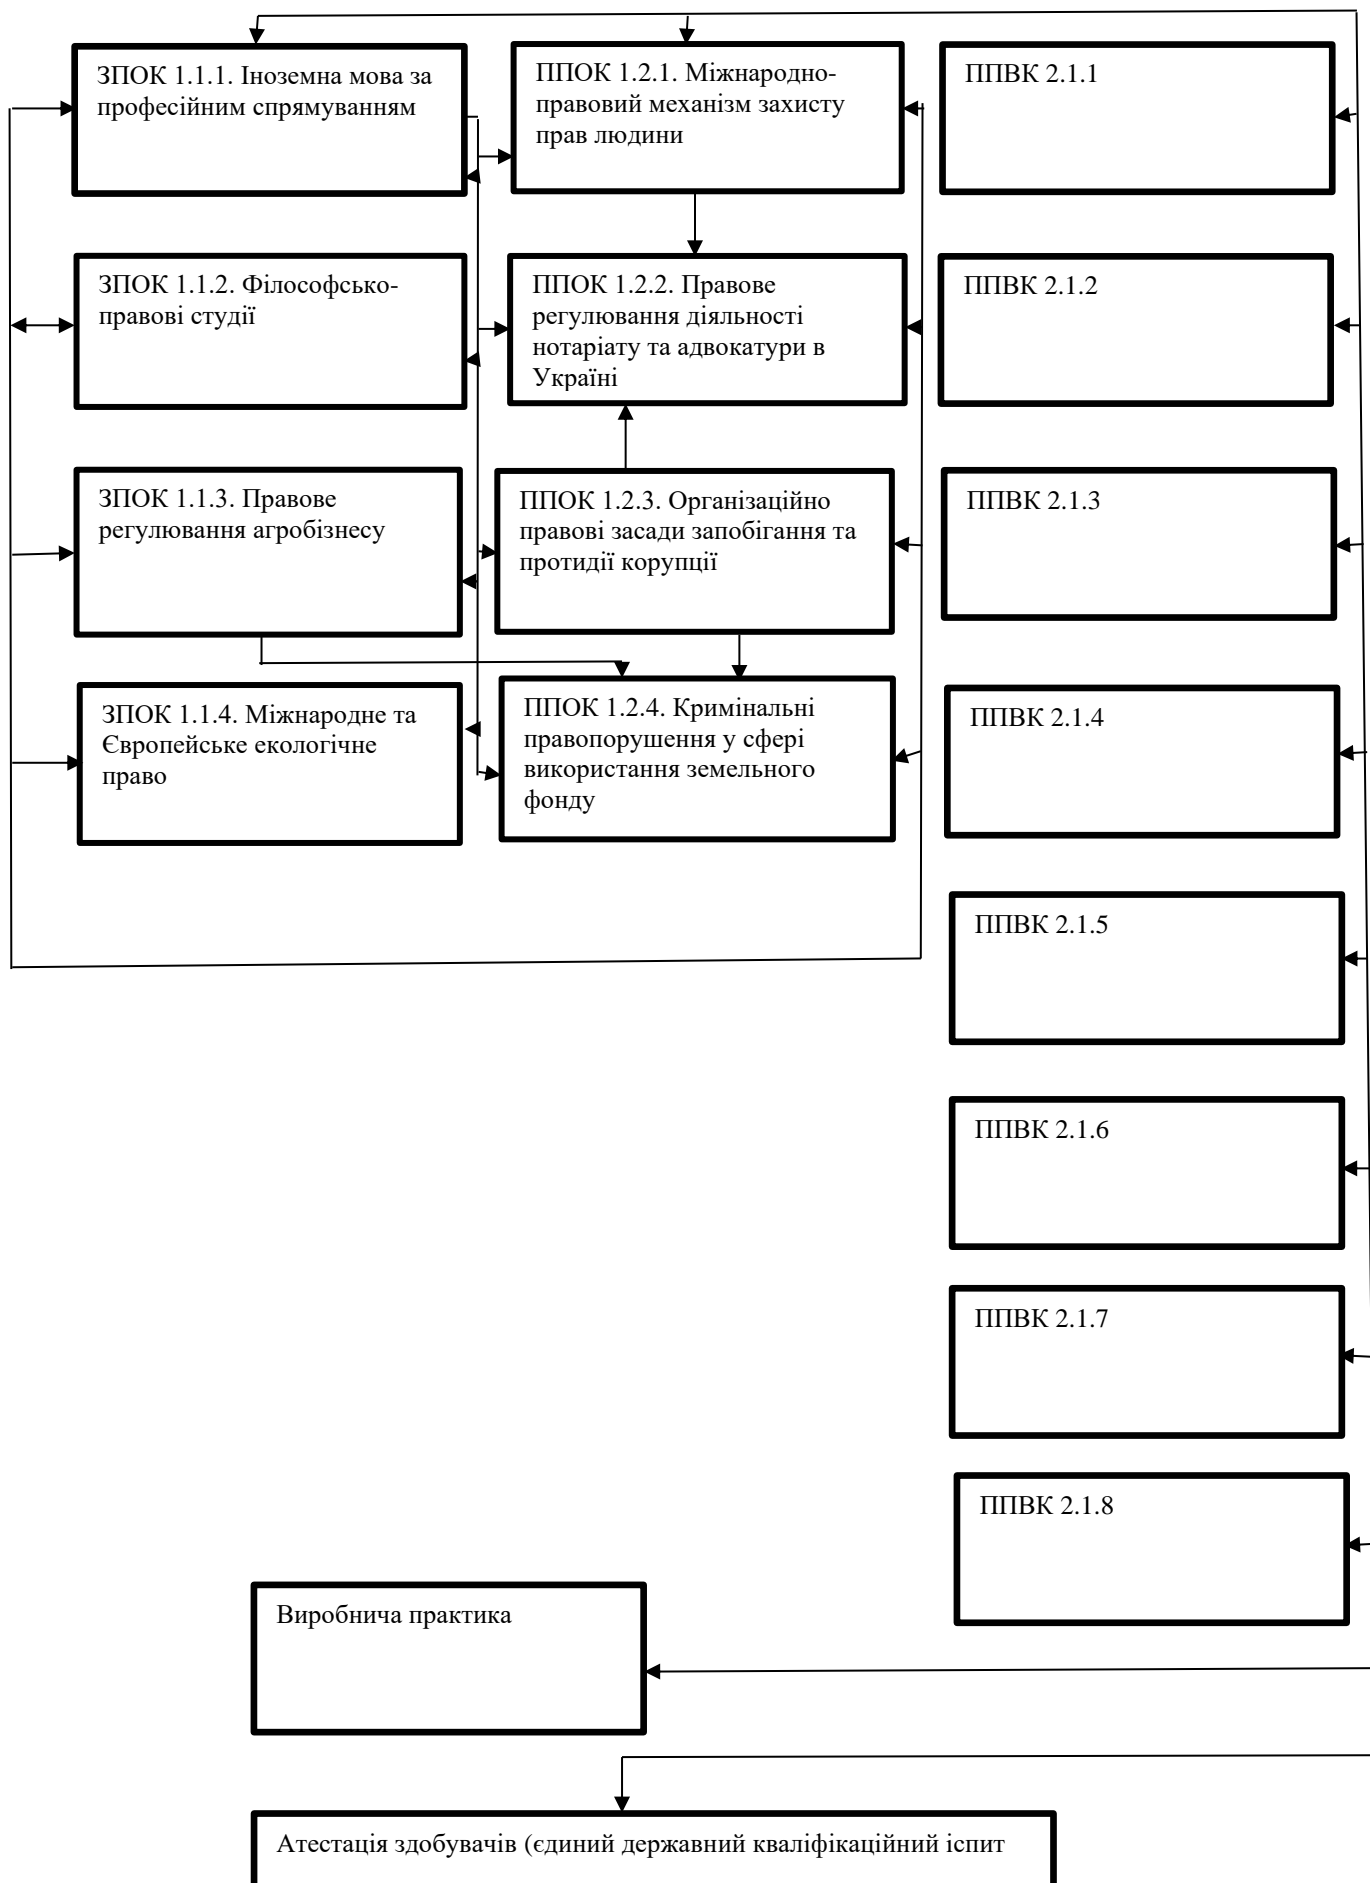 ЗПОК 1.1.1. Іноземна мова за
професійним спрямуванням
ППОК 1.2.1. Міжнародно-
правовий механізм захисту
прав людини
ППВК 2.1.1
ЗПОК 1.1.2. Філософсько-
правові студії
ППОК 1.2.2. Правове
регулювання діяльності
нотаріату та адвокатури в
Україні
ППВК 2.1.2
ЗПОК 1.1.3. Правове
регулювання агробізнесу
ППОК 1.2.3. Організаційно
правові засади запобігання та
протидії корупції
ППВК 2.1.3
ЗПОК 1.1.4. Міжнародне та
Європейське екологічне
право
ППОК 1.2.4. Кримінальні
правопорушення у сфері
використання земельного
фонду
ППВК 2.1.4
ППВК 2.1.5
ППВК 2.1.6
ППВК 2.1.7
ППВК 2.1.8
Виробнича практика
Атестація здобувачів (єдиний державний кваліфікаційний іспит